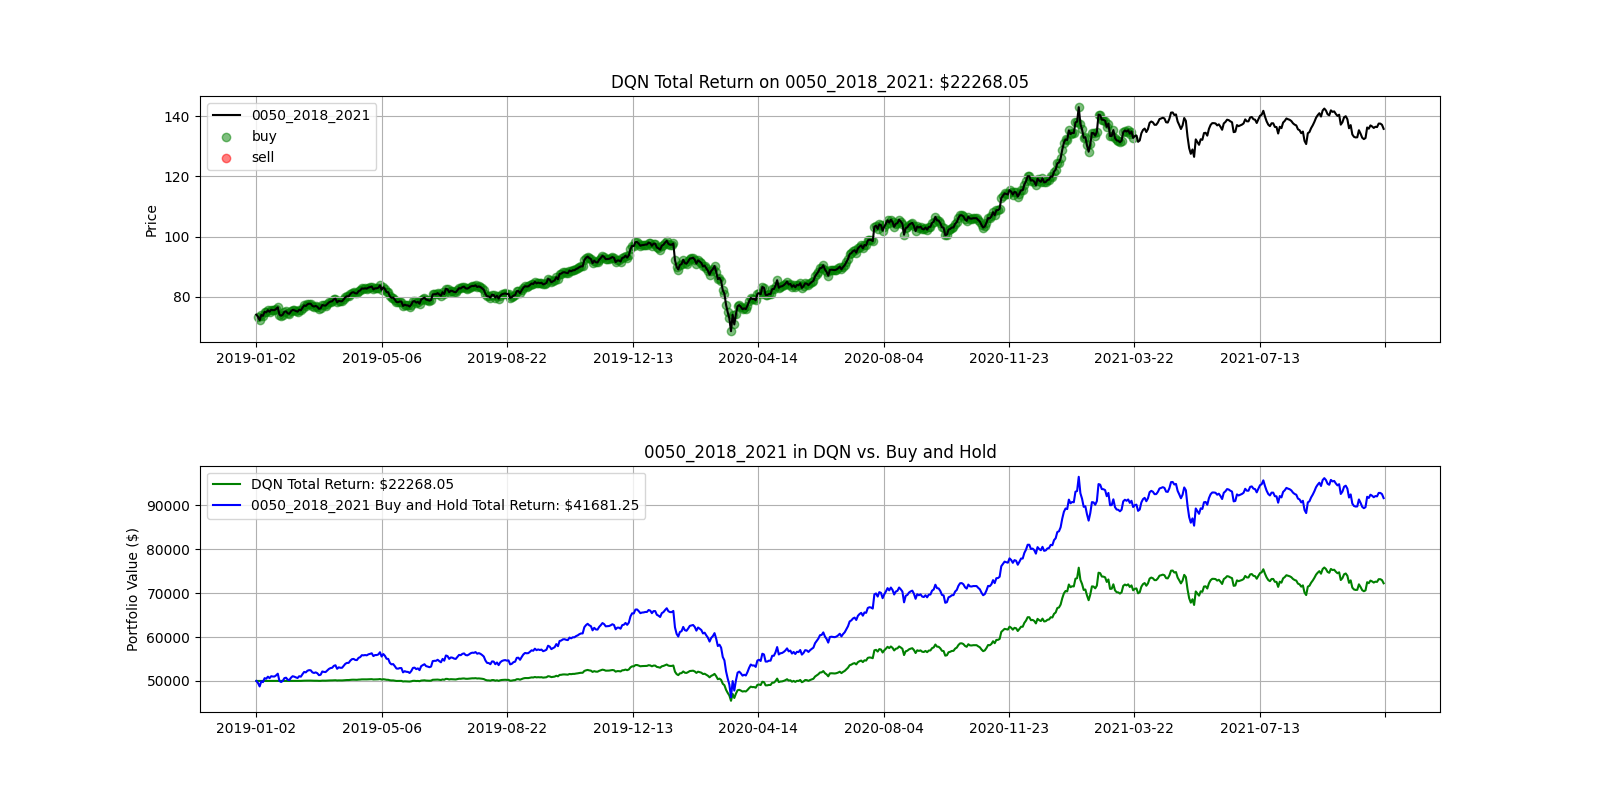 DQN Total Return on 0050_2018_2021: $22268.05
0050_2018_2021
buy
sell
Price
140
120
100
80
2019-01-02 2019-05-06 2019-08-22 2019-12-13 2020-04-14 2020-08-04 2020-11-23 2021-03-22 2021-07-13
0050_2018_2021 in DQN vs. Buy and Hold
DQN Total Return: $22268.05
0050_2018_2021 Buy and Hold Total Return: $41681.25
Portfolio Value ($)
90000
80000
70000
60000
50000
2019-01-02 2019-05-06 2019-08-22 2019-12-13 2020-04-14 2020-08-04 2020-11-23 2021-03-22 2021-07-13